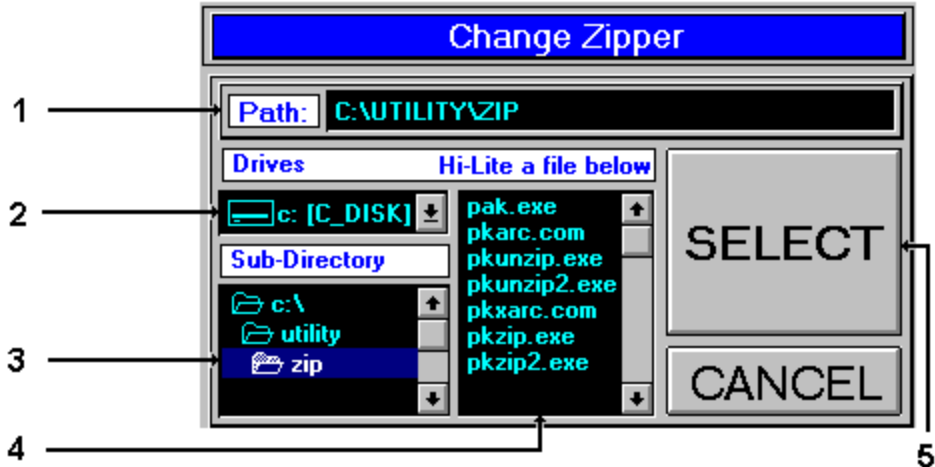 Change Zipper
1
Path: C:\UTILITY\ZIP
Drives Hi-Lite a file below
2
c: [C_DISK]
Sub-Directory
c:\
utility
3
zip
pak.exe
pkarc.com
pkunzip.exe
pkunzip2.exe
pkxarc.com
pkzip.exe
pkzip2.exe
SELECT
CANCEL
4
5